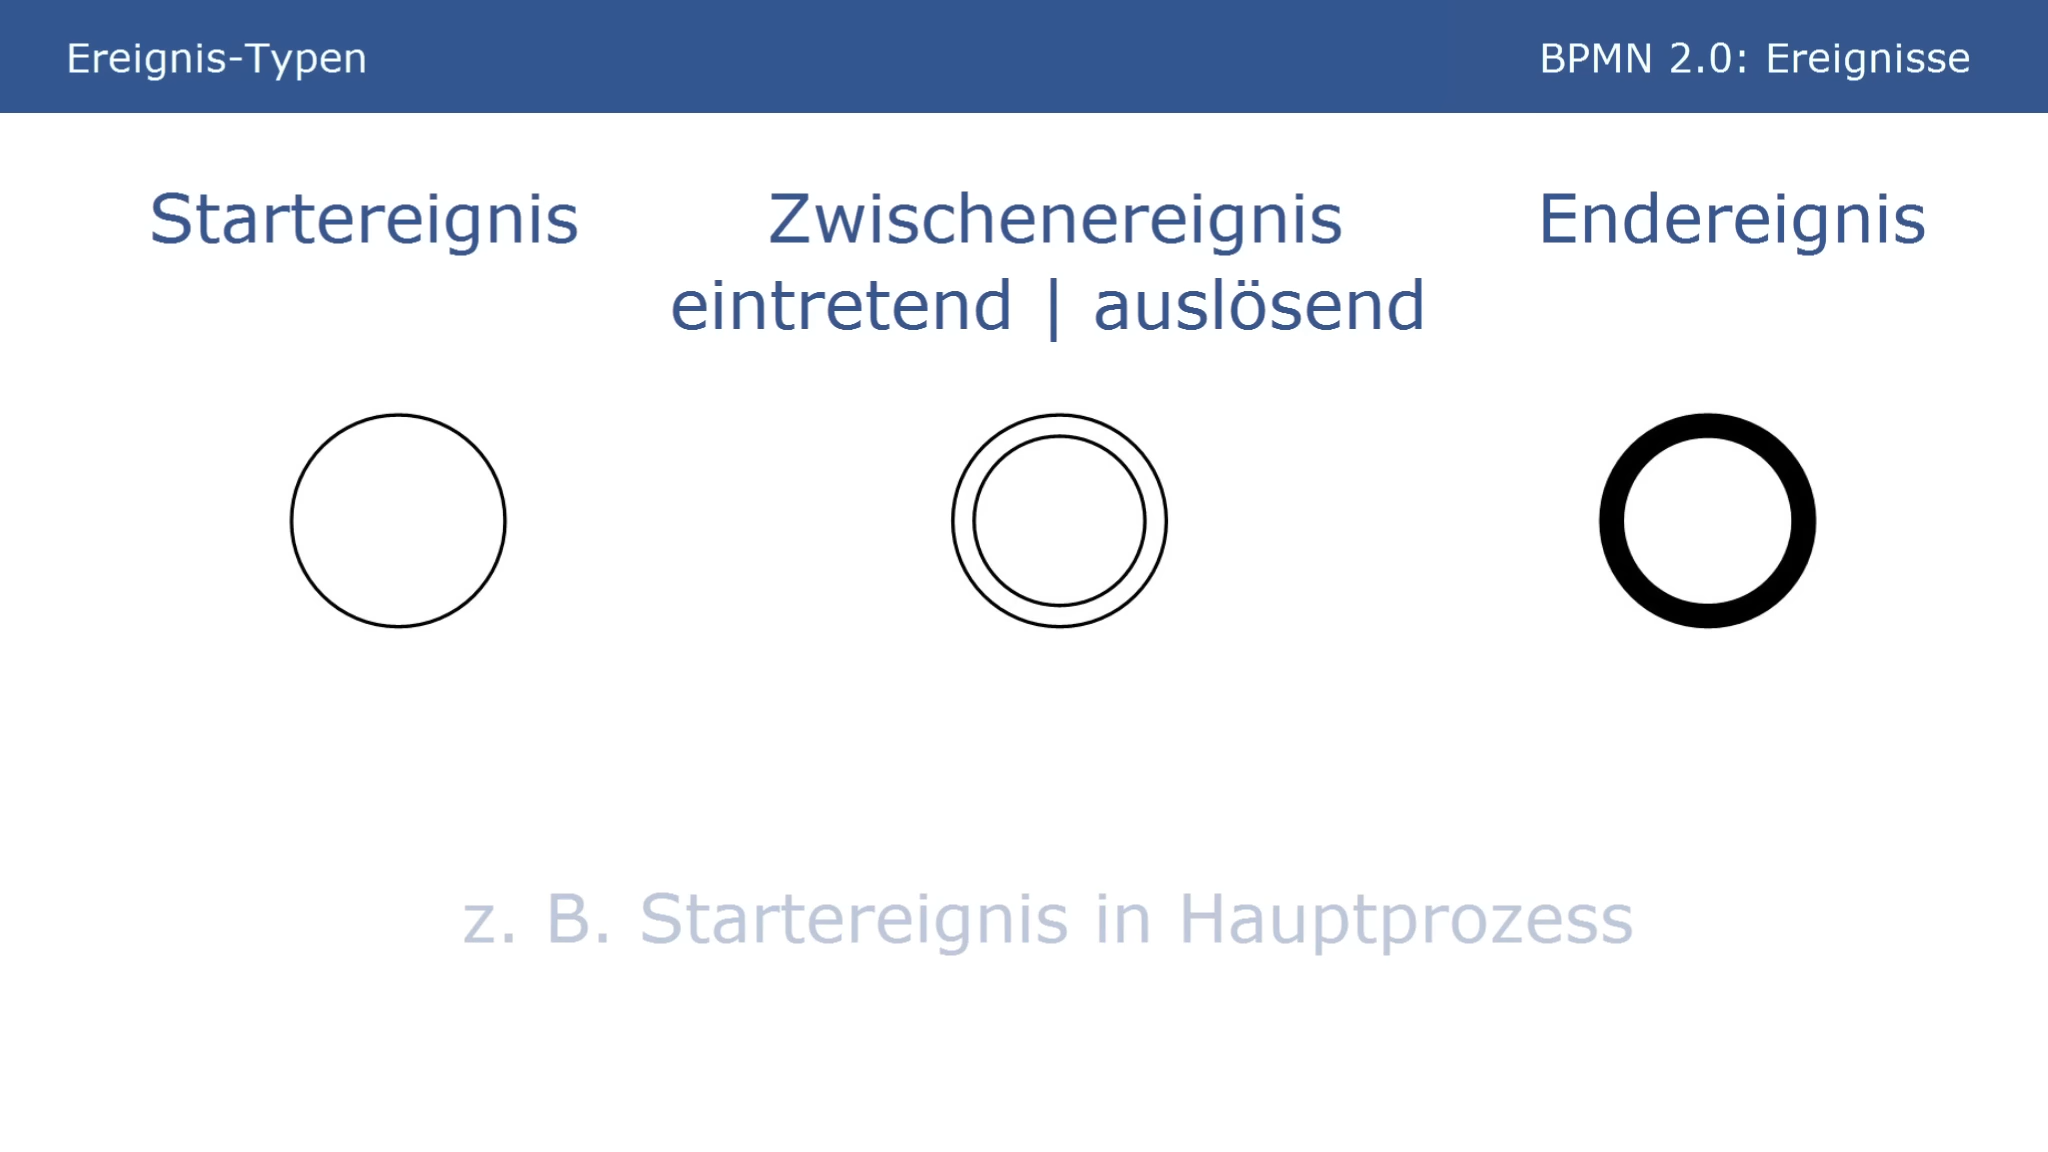 Ereignis-Typen
BPMN 2.0: Ereignisse
Startereignis
Zwischenereignis
eintretend | auslösend
Endereignis
z. B. Startereignis in Hauptprozess